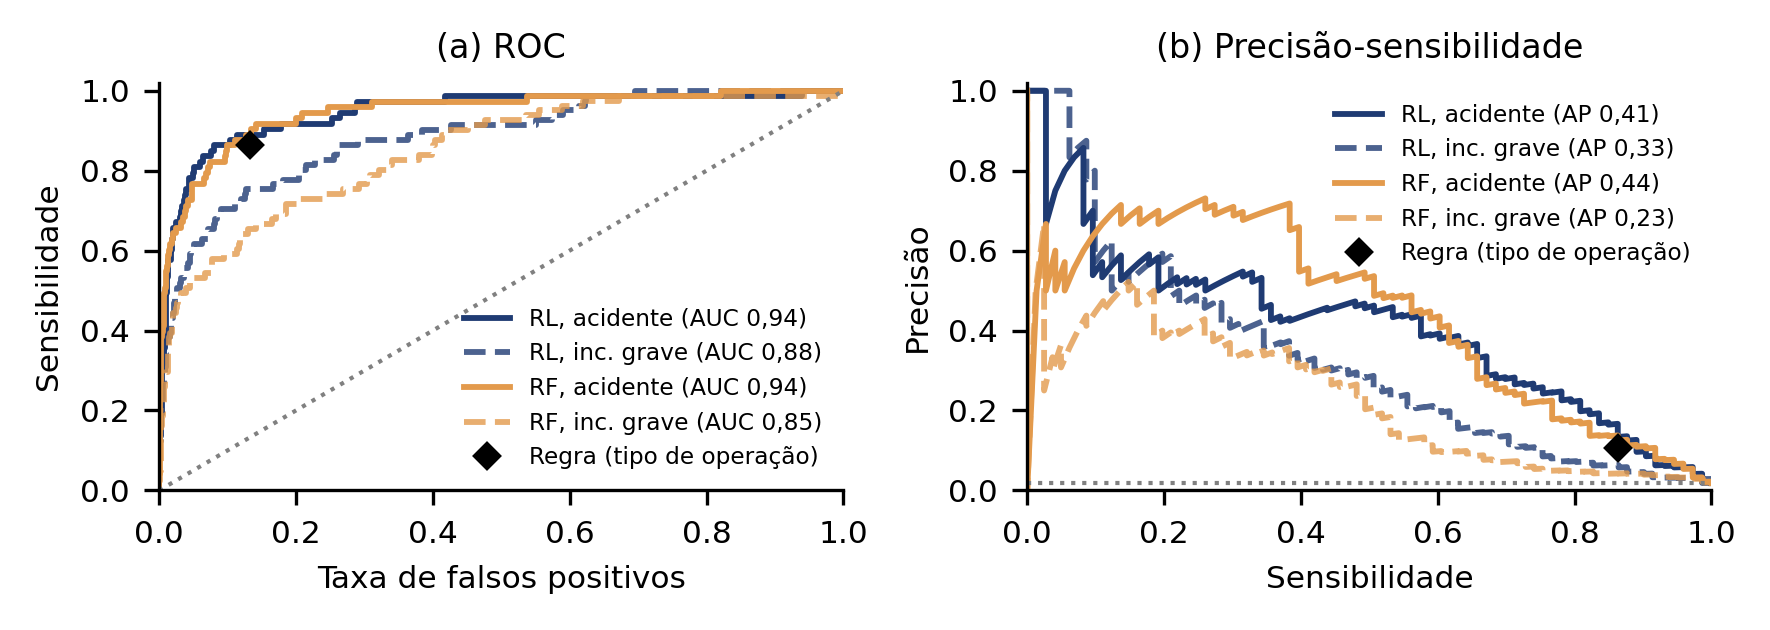 (a) ROC
1.0
0.8
0.6
0.4
0.2
0.0
Sensibilidade
RL, acidente (AUC 0,94)
RL, inc. grave (AUC 0,88)
RF, acidente (AUC 0,94)
RF, inc. grave (AUC 0,85)
Regra (tipo de operação)
0.0 0.2 0.4 0.6 0.8 1.0
Taxa de falsos positivos
(b) Precisão-sensibilidade
1.0
0.8
0.6
0.4
0.2
0.0
Precisão
RL, acidente (AP 0,41)
RL, inc. grave (AP 0,33)
RF, acidente (AP 0,44)
RF, inc. grave (AP 0,23)
Regra (tipo de operação)
0.0 0.2 0.4 0.6 0.8 1.0
Sensibilidade